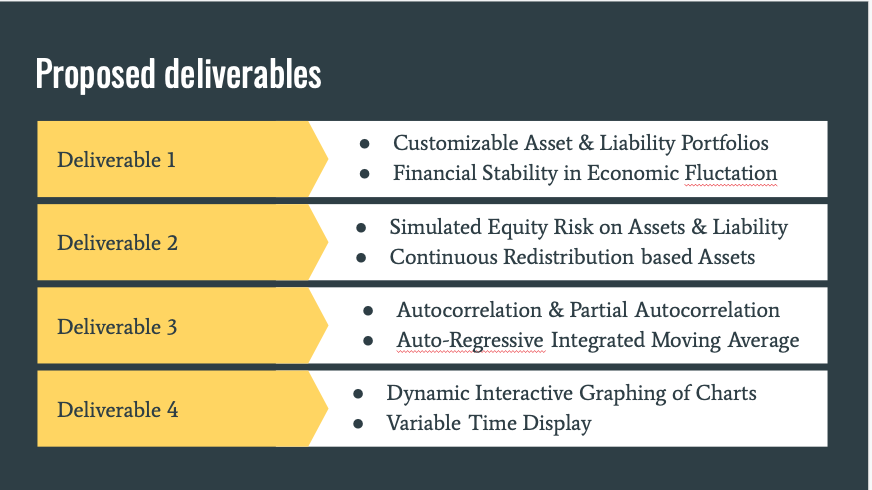 Proposed deliverables
Deliverable 1
● Customizable Asset & Liability Portfolios
● Financial Stability in Economic Fluctation
Deliverable 2
● Simulated Equity Risk on Assets & Liability
● Continuous Redistribution based Assets
Deliverable 3
● Autocorrelation & Partial Autocorrelation
● Auto-Regressive Integrated Moving Average
Deliverable 4
● Dynamic Interactive Graphing of Charts
● Variable Time Display